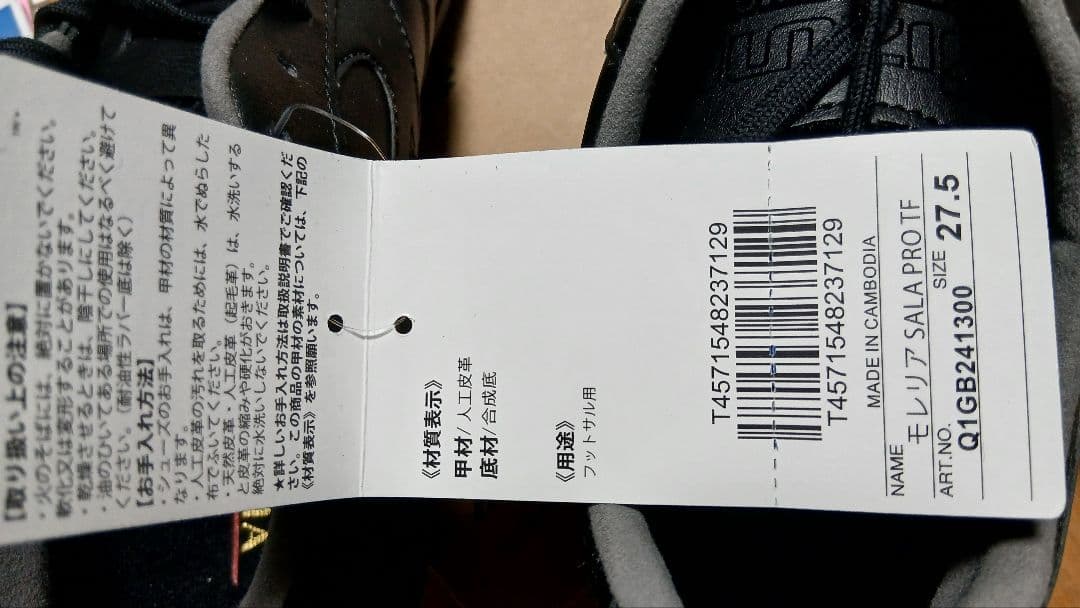 【取り扱い上の注意】
・火のそばには、絶対に置かないでください。
軟化又は変形することがあります。
・乾燥させるときは、陰干しにしてください。
・油のひいてある場所での使用はなるべく避けて
ください。(耐油性ラバー底は除く)
【お手入れ方法】
・シューズのお手入れは、甲材の材質によって異
なります。
・人工皮革の汚れを取るためには、水でぬらした
布でふいてください。
・天然皮革・人工皮革(起毛革)は、水洗いする
と皮革の縮みや硬化がおきます。
絶対に水洗いしないでください。
★詳しいお手入れ方法は取扱説明書でご確認くだ
さい。この商品の甲材の素材については、下記の
《材質表示》を参照願います。
《材質表示》
甲材/人工皮革
底材/合成底
《用途》
フットサル用
T4571548237129
T4571548237129
MADE IN CAMBODIA
NAME
モレリア SALA PRO TF
ART.NO.
SIZE
Q1GB241300
27.5